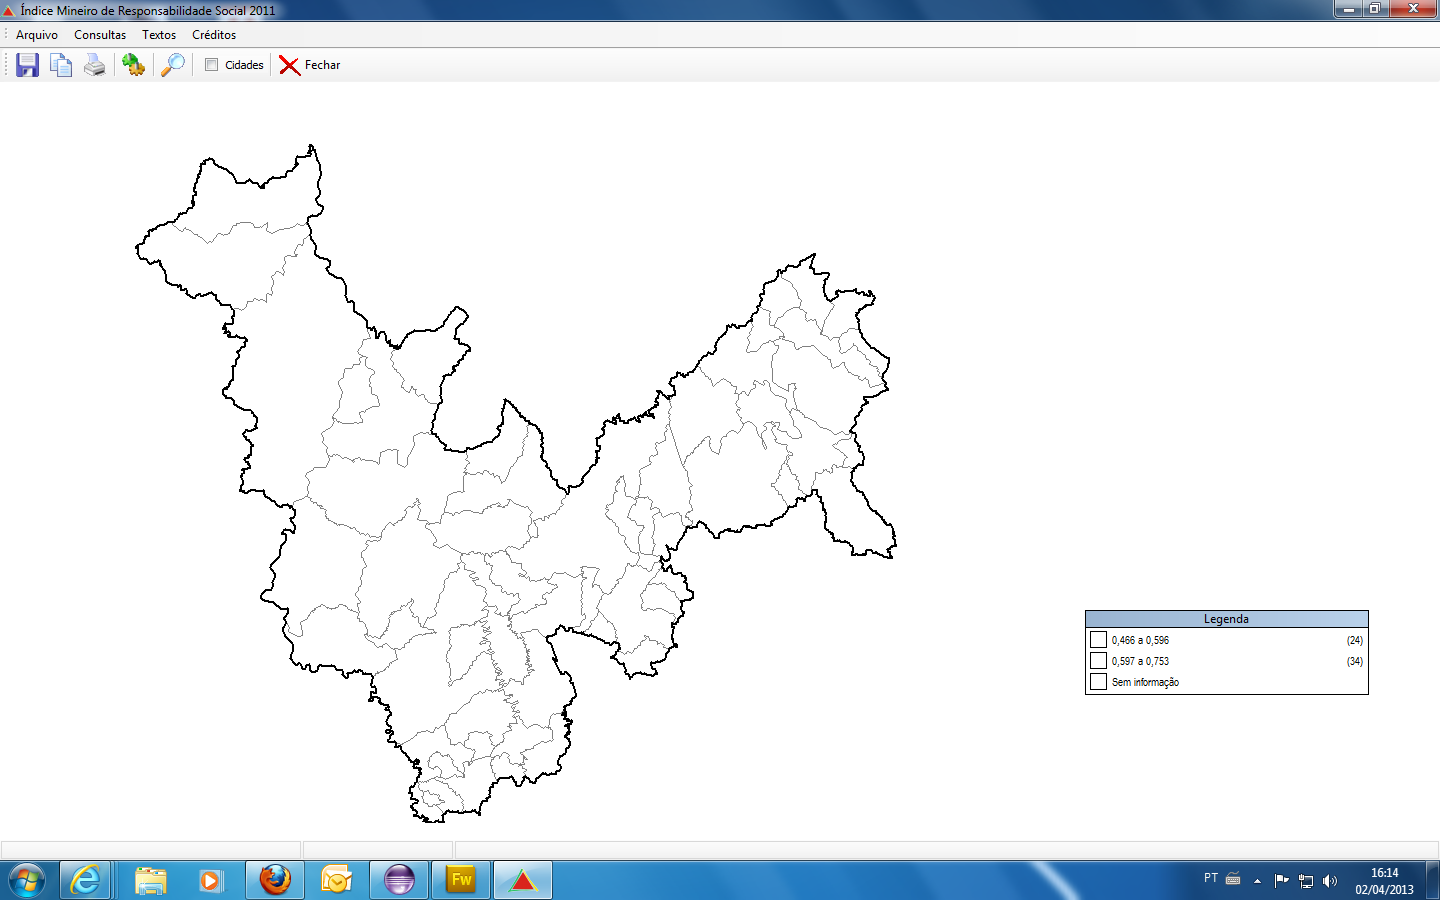 Índice Mineiro de Responsabilidade Social 2011
Arquivo Consultas Textos Créditos
Cidades Fechar
Legenda
0,466 a 0,596 (24)
0,597 a 0,753 (34)
Sem informação
Fw
PT
16:14
02/04/2013